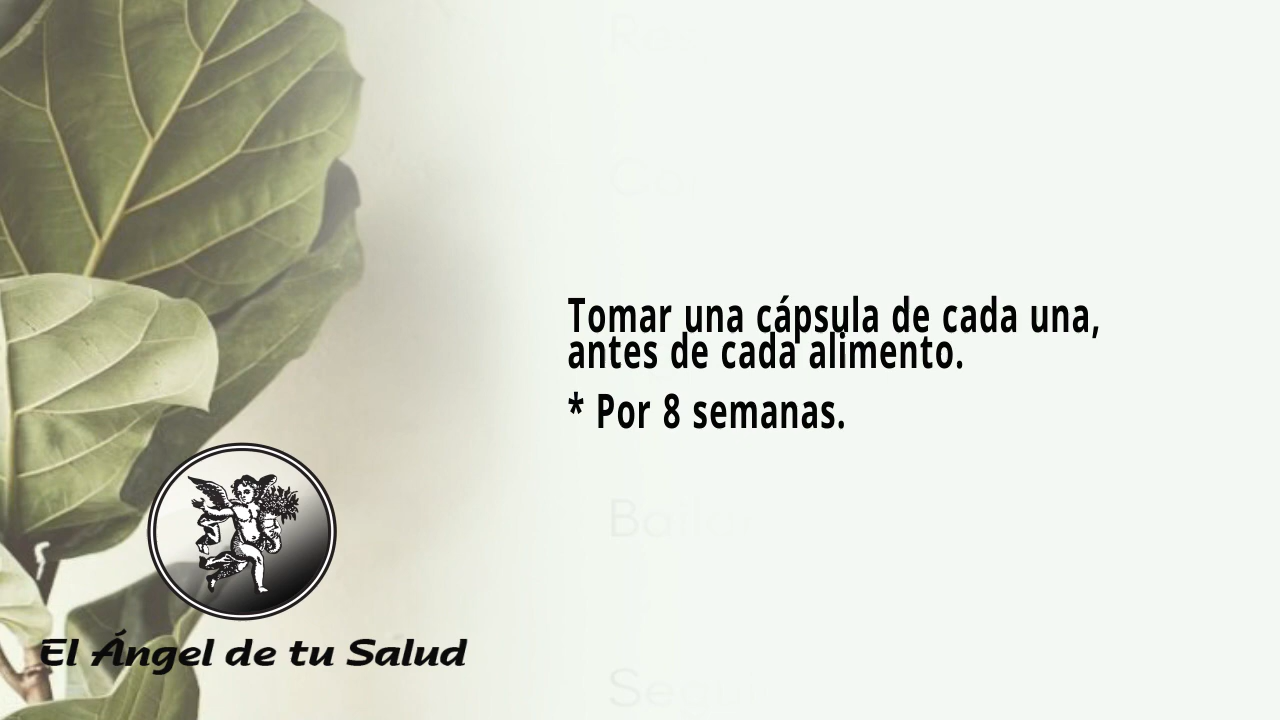 Tomar una cápsula de cada una,
antes de cada alimento.
* Por 8 semanas.
El Ángel de tu Salud